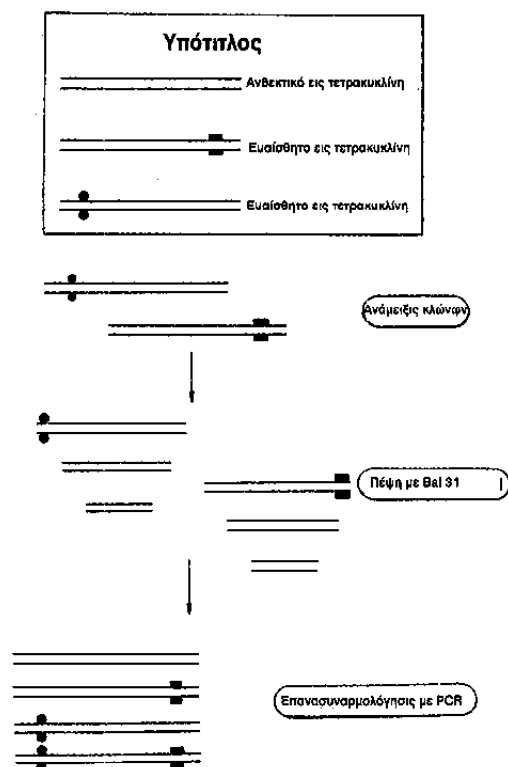 Υπότιτλος
Ανθεκτικό εις τετρακυκλίνη
Ευαίσθητο εις τετρακυκλίνη
Ευαίσθητο εις τετρακυκλίνη
Ανάμειξις κλώνων
Πέψη με Bal 31
Επανασυναρμολόγησις με PCR